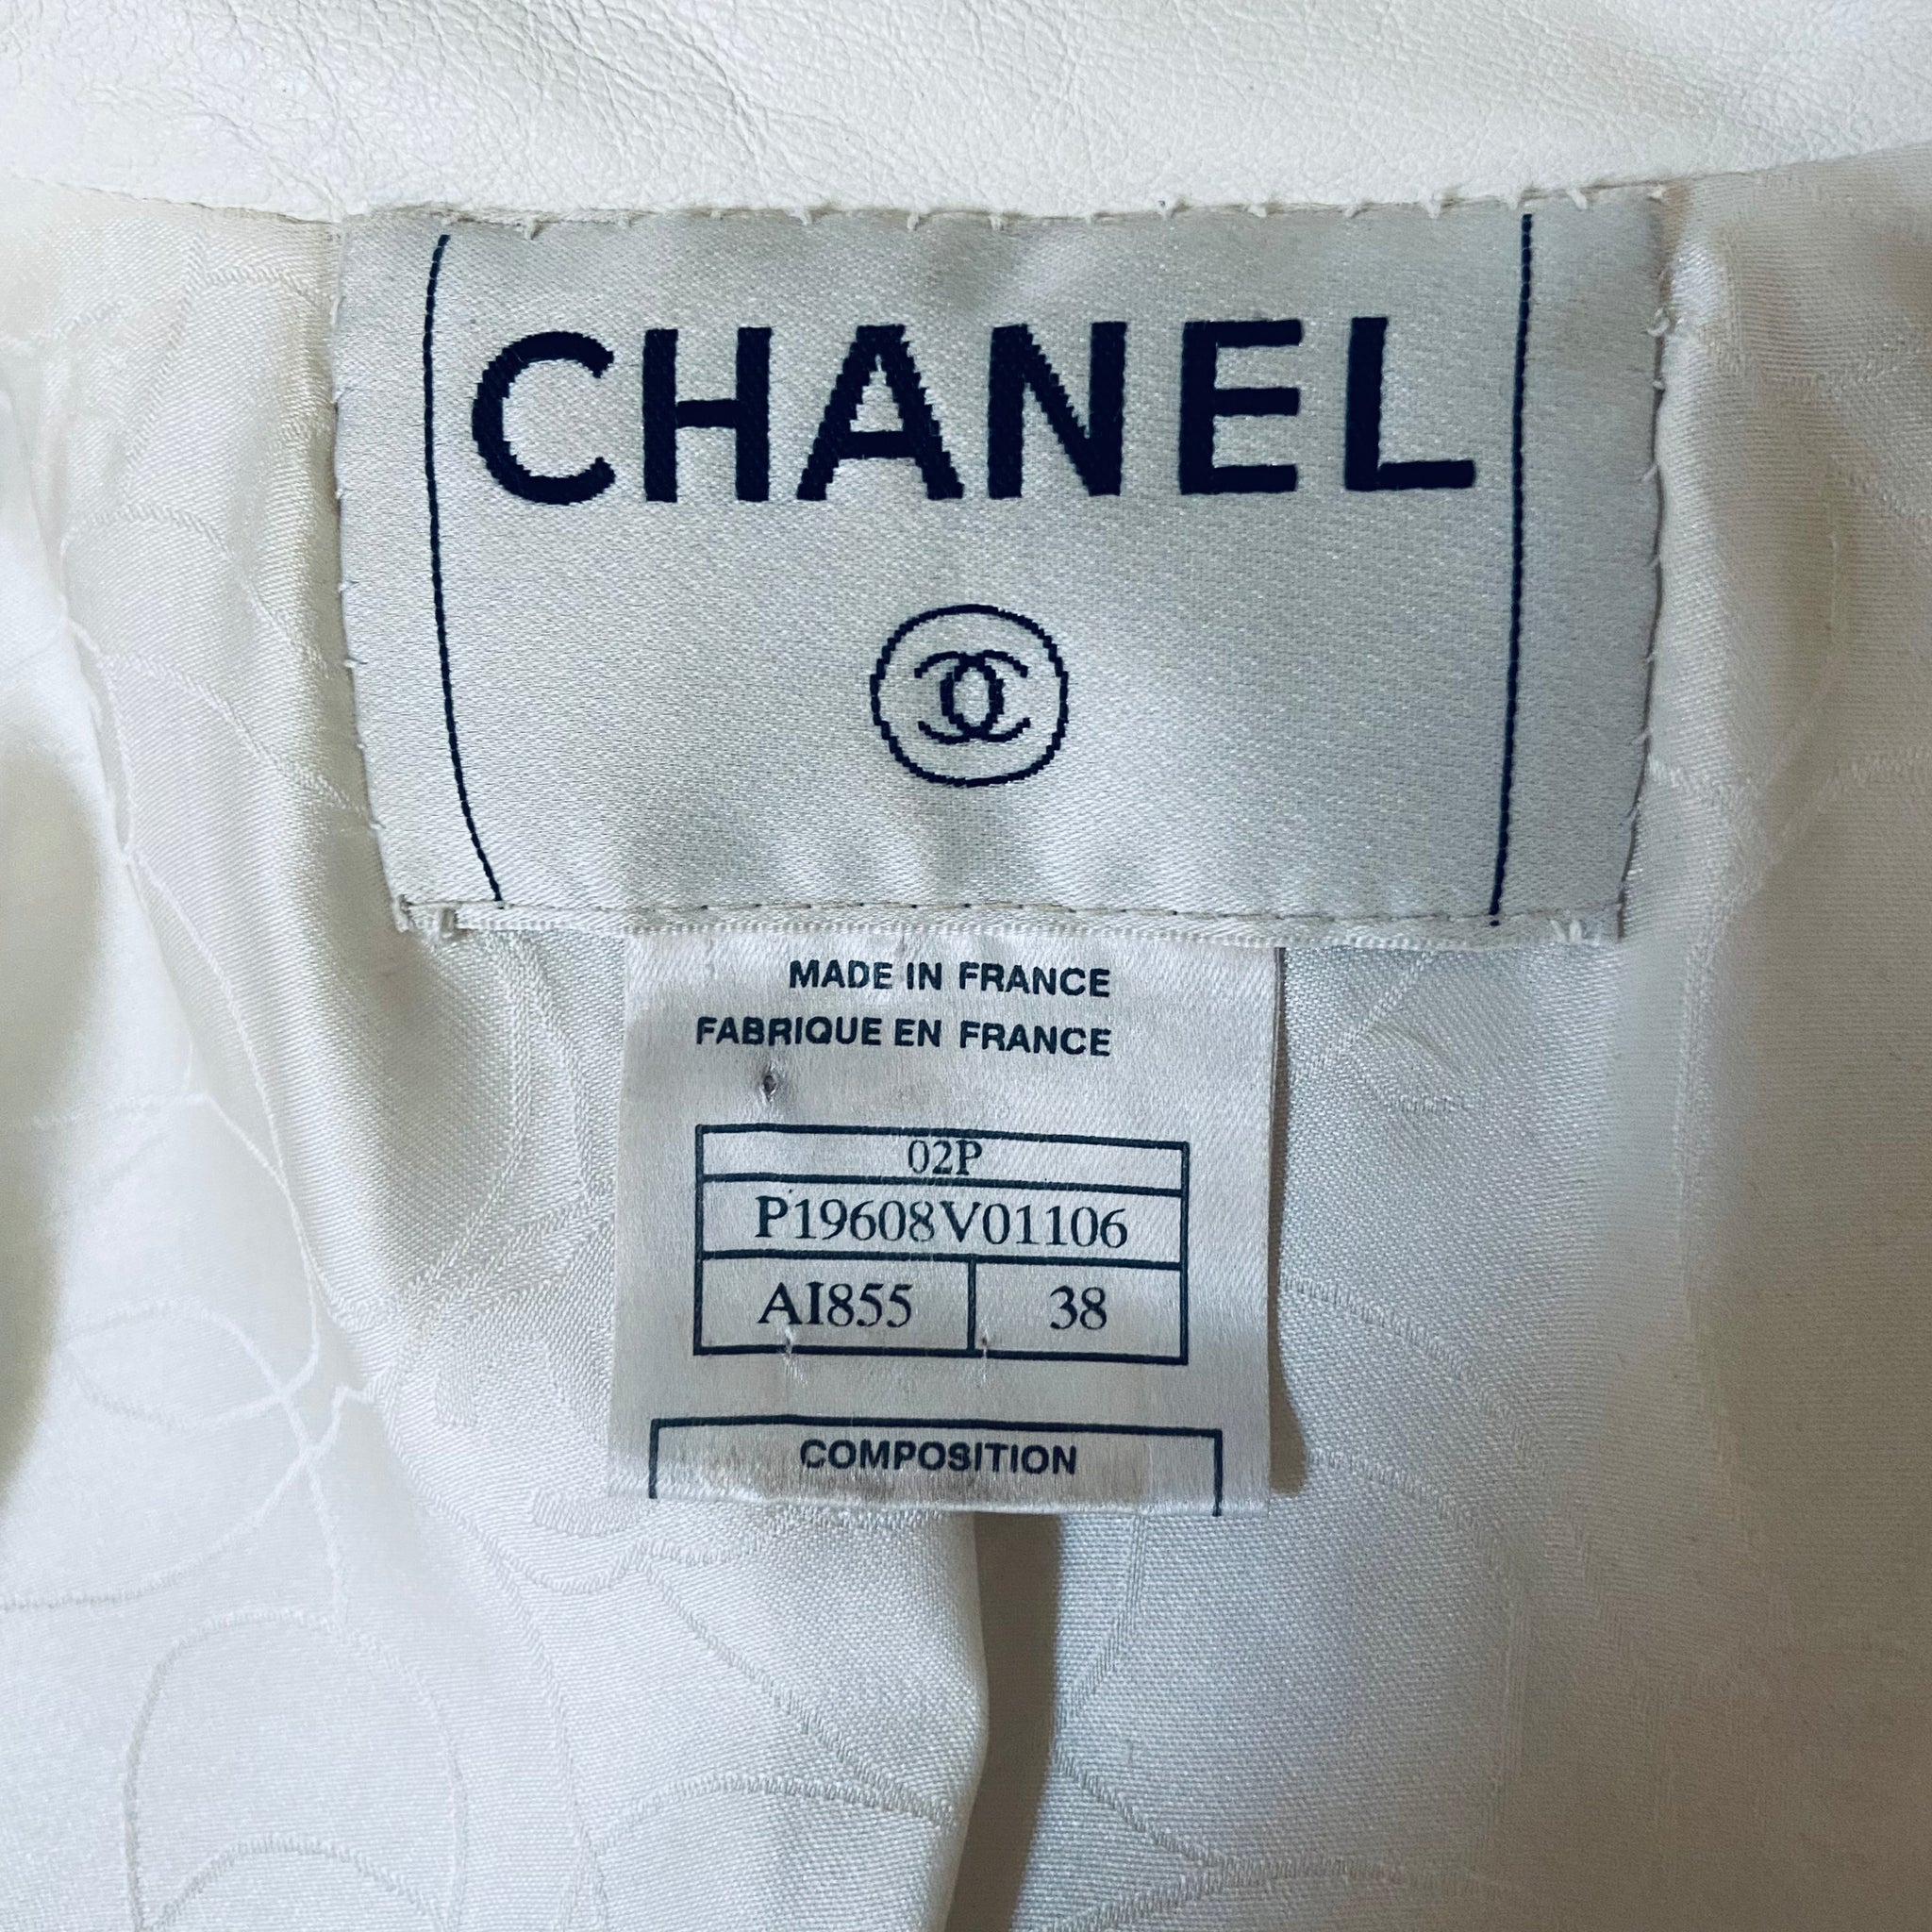 CHANEL
MADE IN FRANCE
FABRIQUE EN FRANCE
02P
P19608V01106
AI855 38
COMPOSITION